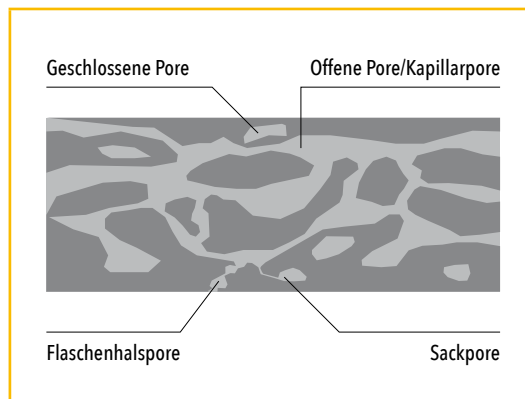 Geschlossene Pore
Offene Pore/Kapillarpore
Flaschenhalspore
Sackpore